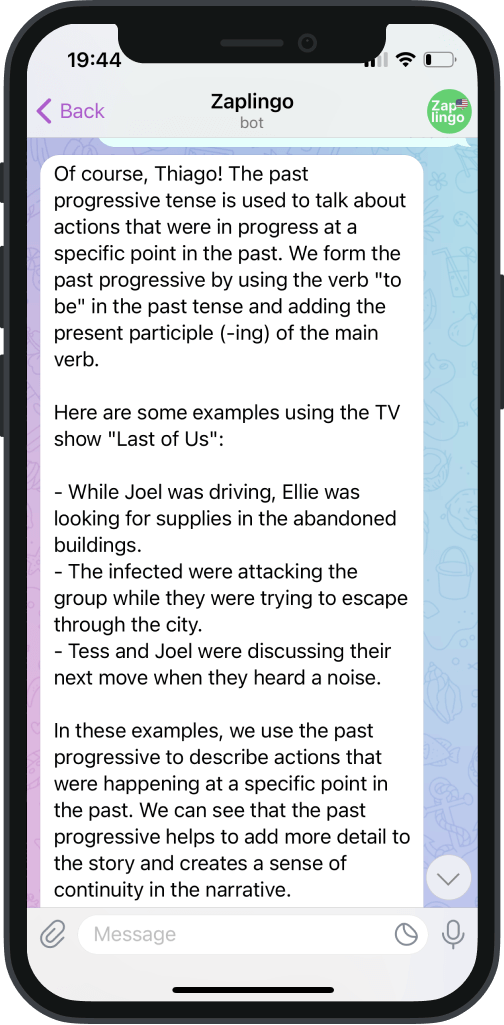 19:44
Back
Zaplingo
bot
Zap
lingo
Of course, Thiago! The past
progressive tense is used to talk about
actions that were in progress at a
specific point in the past. We form the
past progressive by using the verb "to
be" in the past tense and adding the
present participle (-ing) of the main
verb.
Here are some examples using the TV
show "Last of Us":
- While Joel was driving, Ellie was
looking for supplies in the abandoned
buildings.
- The infected were attacking the
group while they were trying to escape
through the city.
- Tess and Joel were discussing their
next move when they heard a noise.
In these examples, we use the past
progressive to describe actions that
were happening at a specific point in
the past. We can see that the past
progressive helps to add more detail to
the story and creates a sense of
continuity in the narrative.
Message